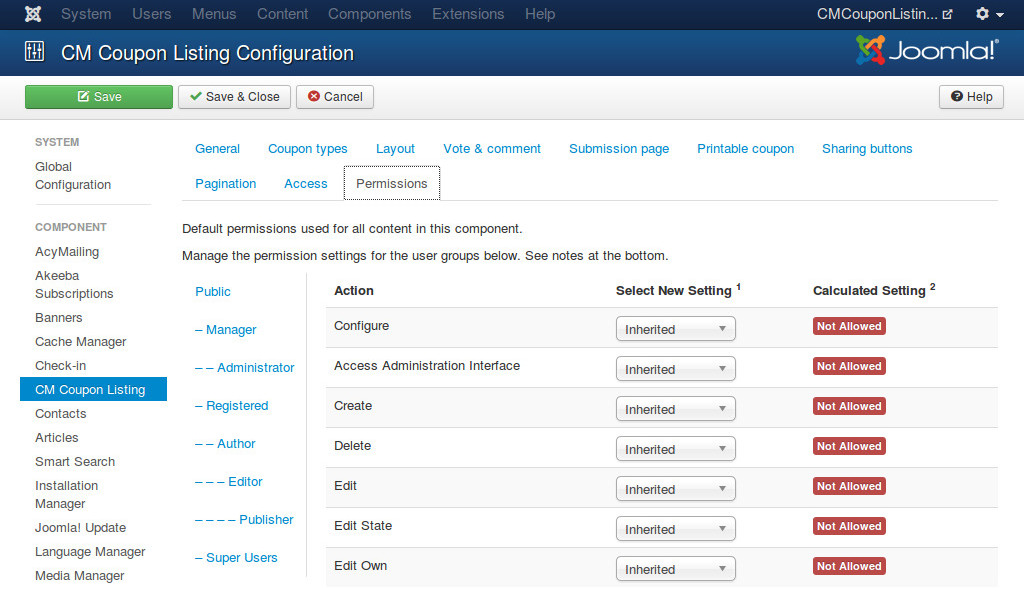 System Users Menus Content Components Extensions Help CMCouponListin...
CM Coupon Listing Configuration Joomla!®
Save Save & Close Cancel Help
SYSTEM
Global
Configuration
COMPONENT
AcyMailing
Akeeba
Subscriptions
Banners
Cache Manager
Check-in
CM Coupon Listing
Contacts
Articles
Smart Search
Installation
Manager
Joomla! Update
Language Manager
Media Manager
General Coupon types Layout Vote & comment Submission page Printable coupon Sharing buttons
Pagination Access Permissions
Default permissions used for all content in this component.
Manage the permission settings for the user groups below. See notes at the bottom.
Public
– Manager
– – Administrator
– Registered
– – Author
– – – Editor
– – – – Publisher
– Super Users
Action Select New Setting 1 Calculated Setting 2
Configure Inherited Not Allowed
Access Administration Interface Inherited Not Allowed
Create Inherited Not Allowed
Delete Inherited Not Allowed
Edit Inherited Not Allowed
Edit State Inherited Not Allowed
Edit Own Inherited Not Allowed